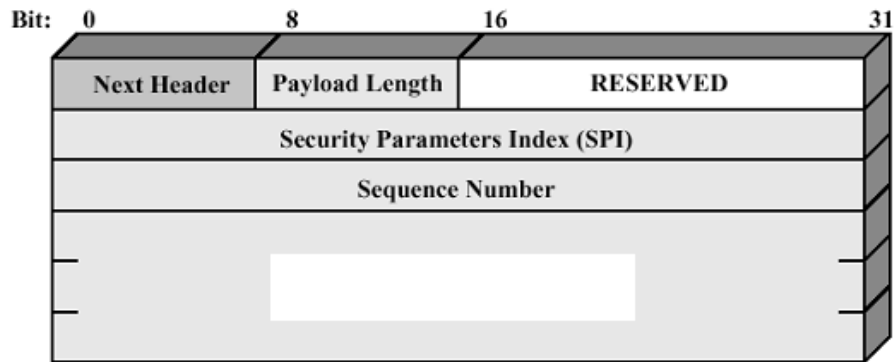 Bit: 0 8 16 31
Next Header Payload Length RESERVED
Security Parameters Index (SPI)
Sequence Number